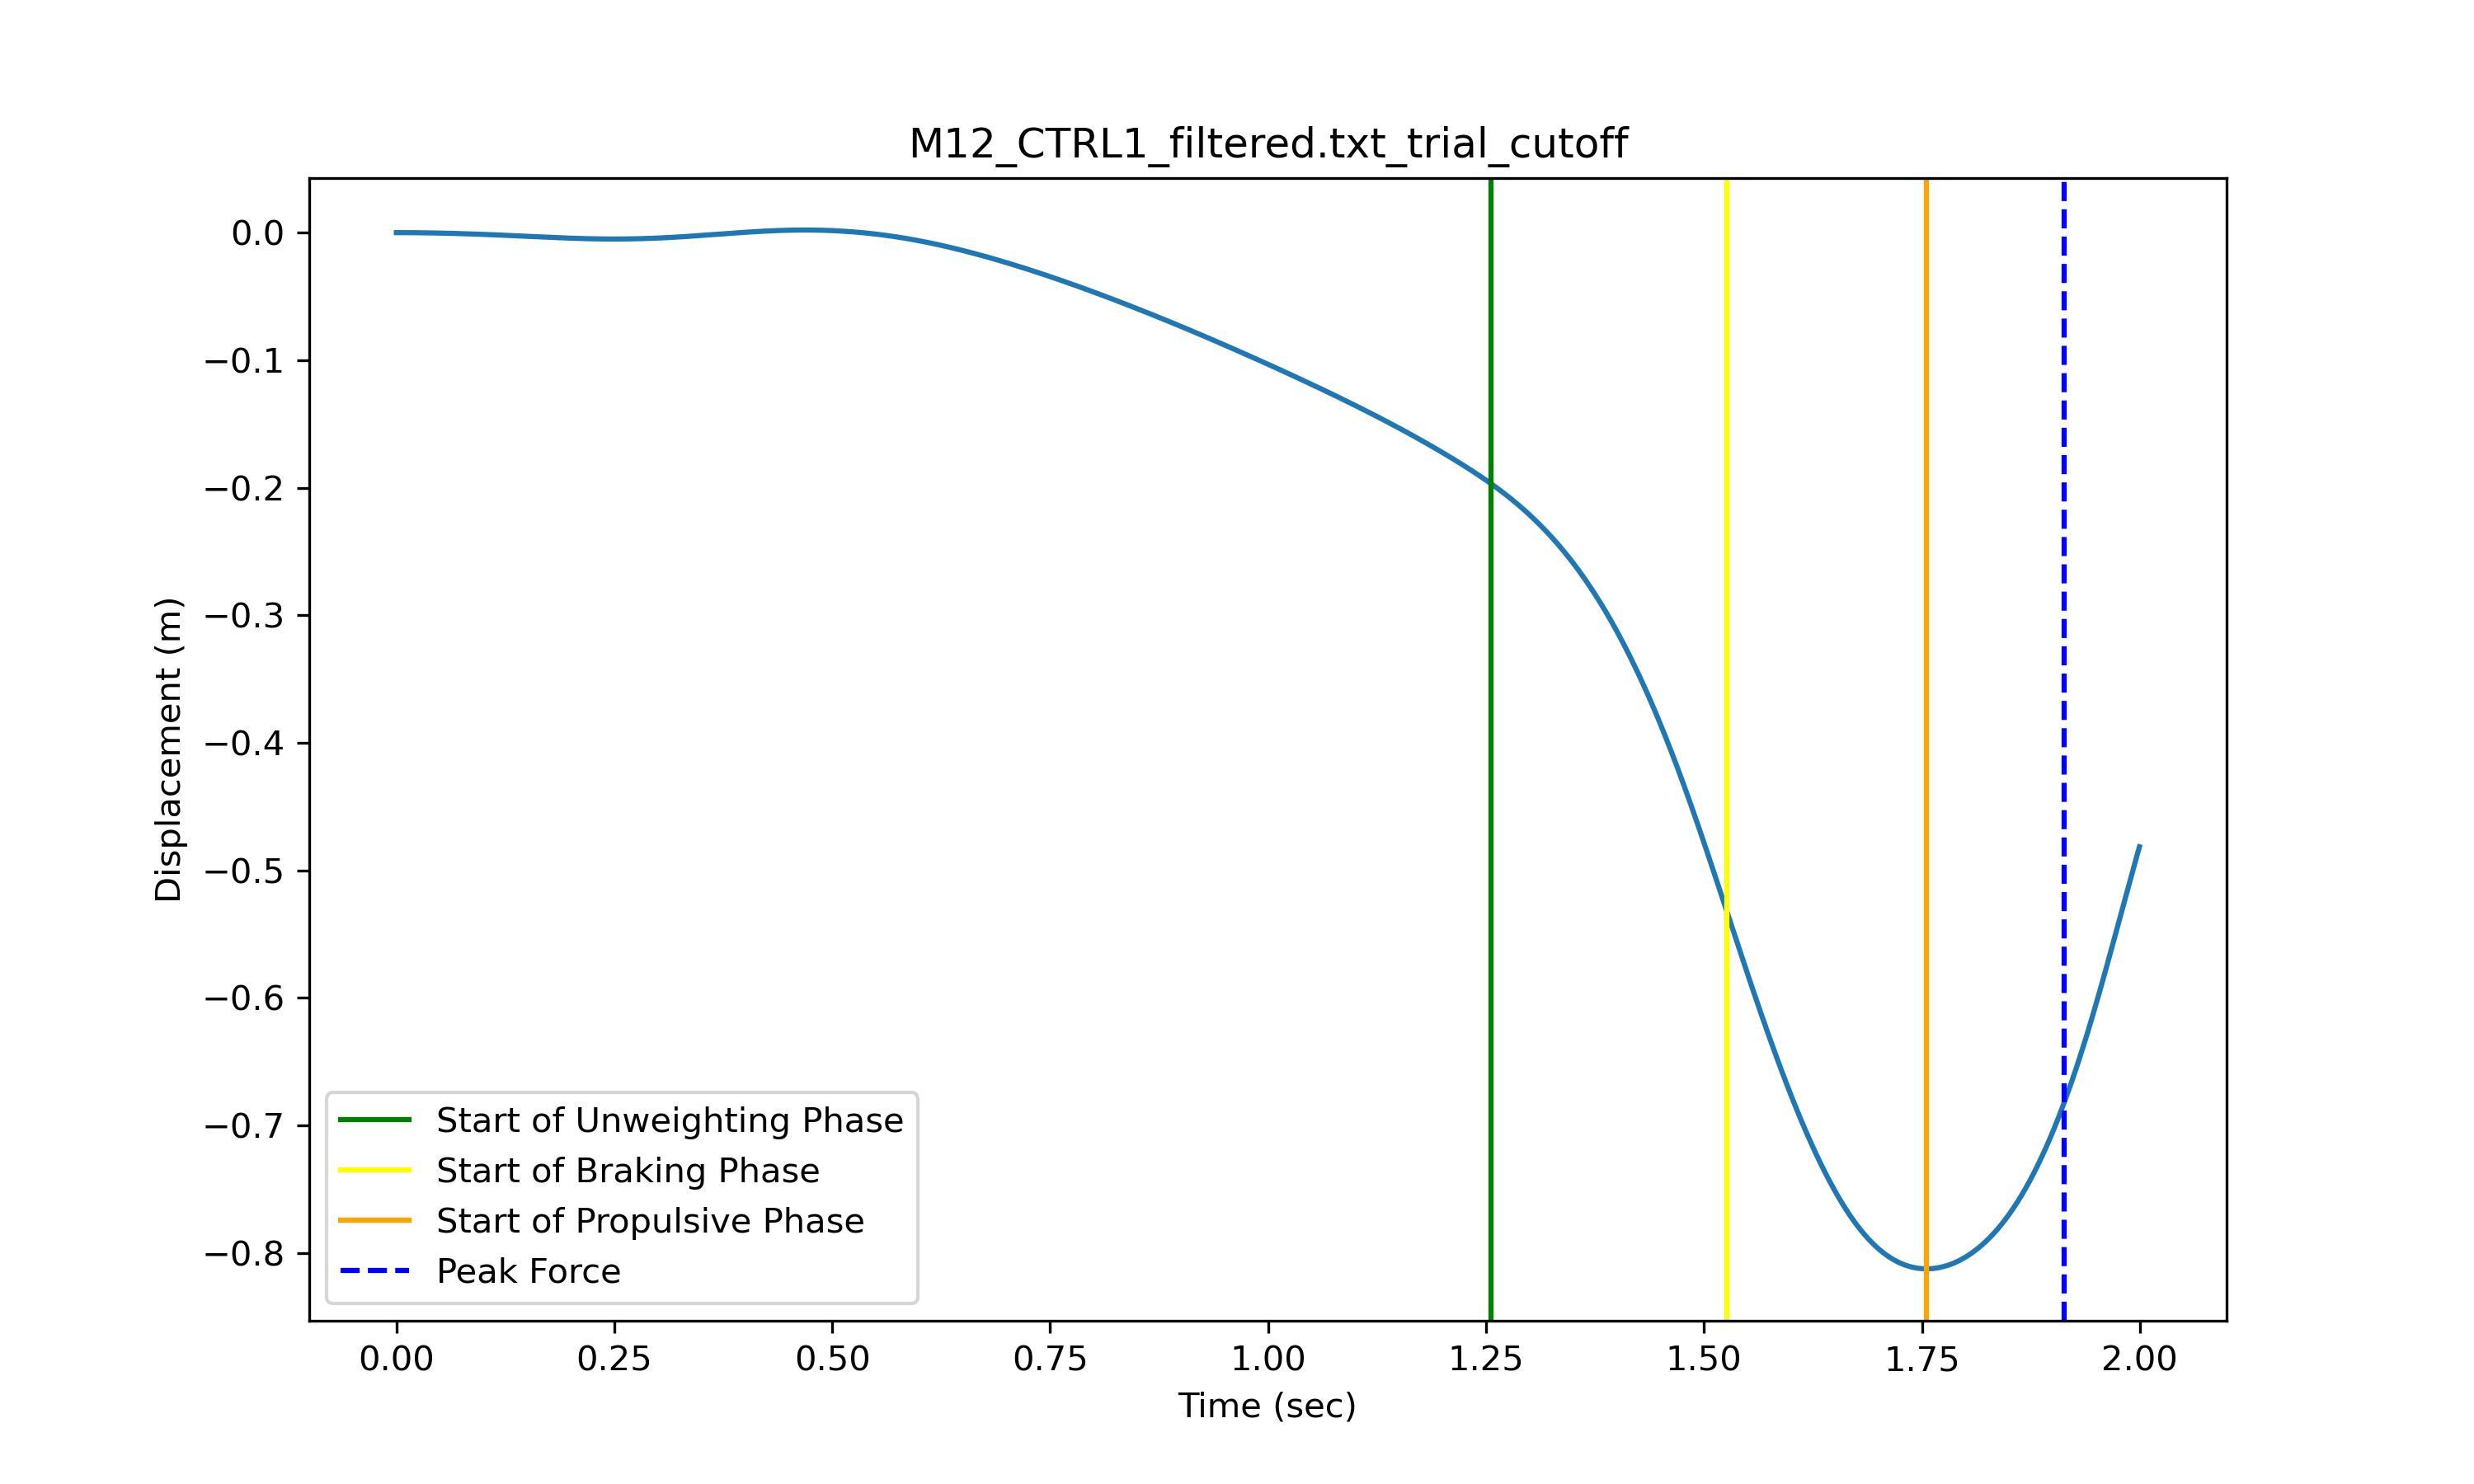 M12_CTRL1_filtered.txt_trial_cutoff
Displacement (m)
0.0
−0.1
−0.2
−0.3
−0.4
−0.5
−0.6
−0.7
−0.8
Start of Unweighting Phase
Start of Braking Phase
Start of Propulsive Phase
Peak Force
0.00 0.25 0.50 0.75 1.00 1.25 1.50 1.75 2.00
Time (sec)